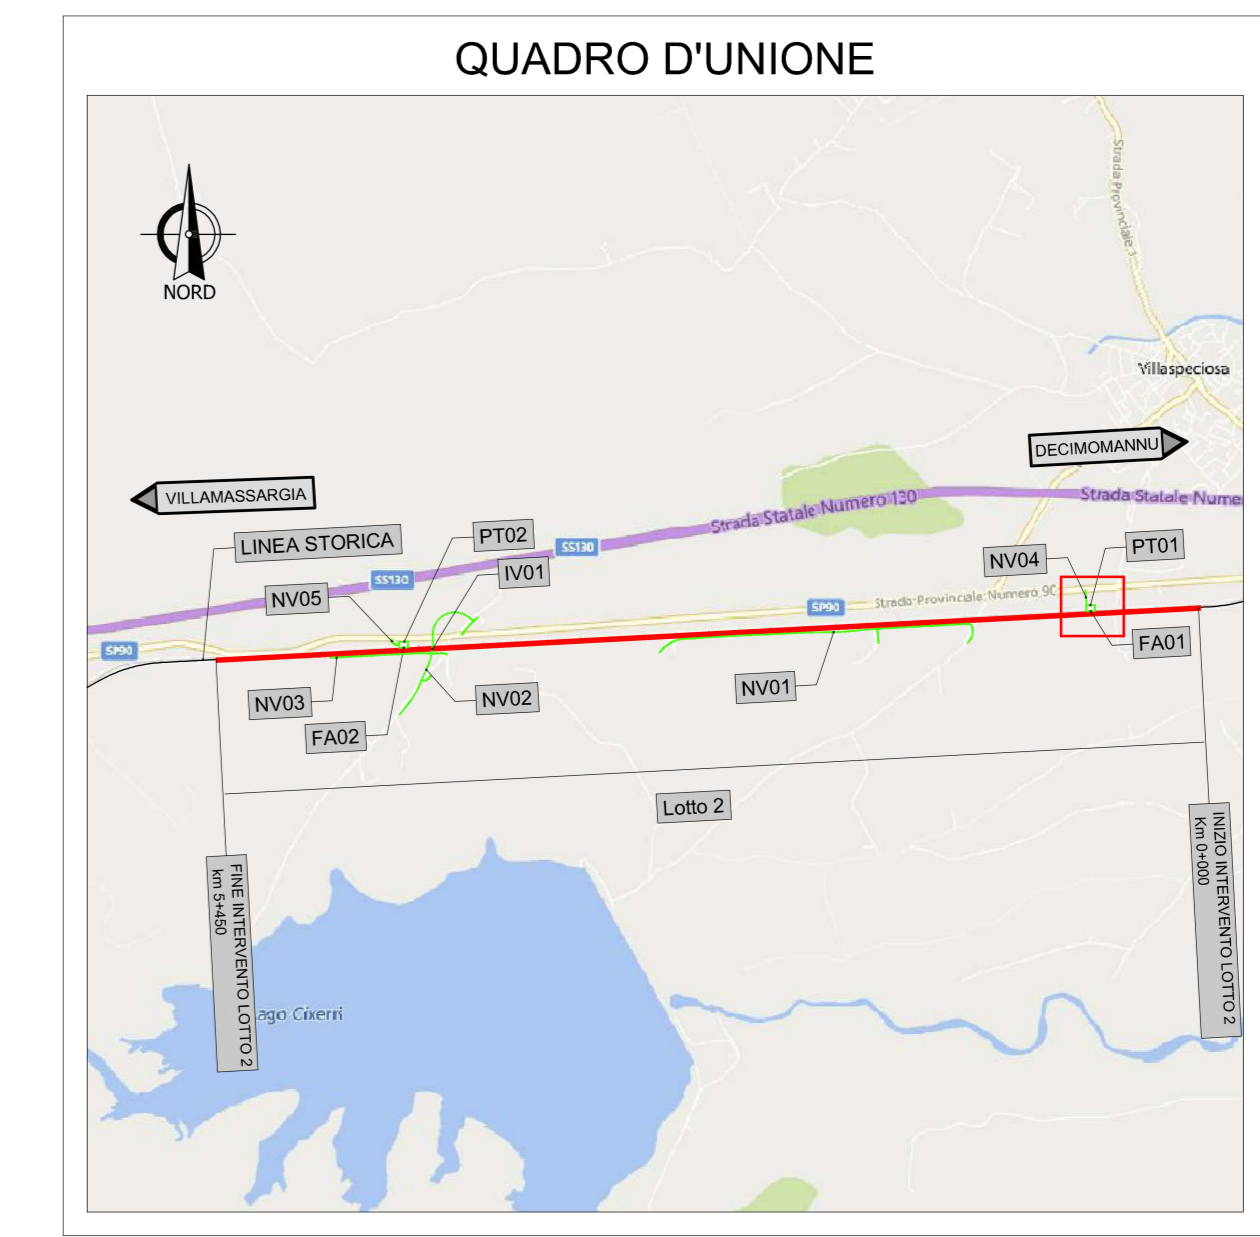 QUADRO D'UNIONE
NORD
Strada Provinciale 3
Villaspeciosa
DECIMOMANNU
VILLAMASSARGIA
Strada Statale Numero 130
Strada Statale Nume
LINEA STORICA
PT02
SS130
IV01
SS130
NV05
NV04
PT01
SP90
Strada Provinciale Numero 90
SP90
FA01
NV03
NV02
NV01
FA02
Lotto 2
INIZIO INTERVENTO LOTTO 2
Km 0+000
FINE INTERVENTO LOTTO 2
km 5+450
ago Cixerri